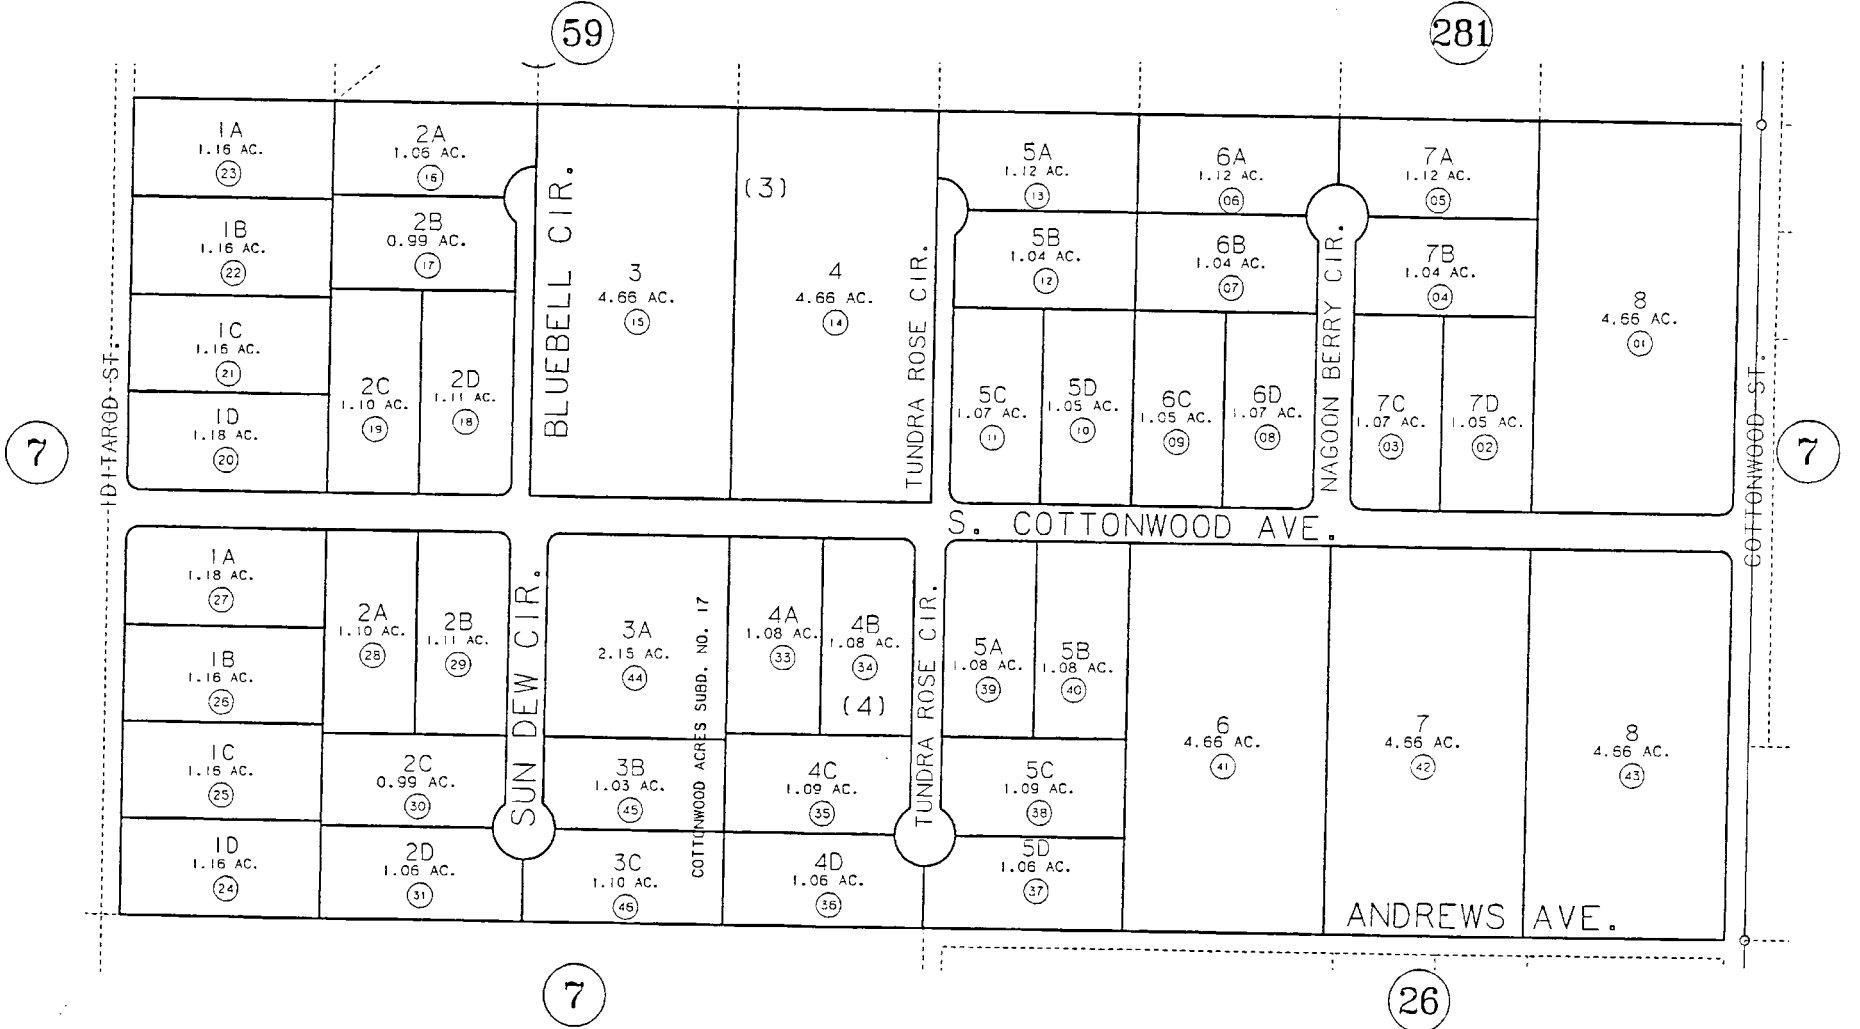 59
281
1A
1.16 AC.
23
2A
1.06 AC.
16
5A
1.12 AC.
13
6A
1.12 AC.
06
7A
1.12 AC.
05
(3)
1B
1.16 AC.
22
2B
0.99 AC.
17
BLUEBELL CIR.
3
4.66 AC.
15
4
4.66 AC.
14
TUNDRA ROSE CIR.
5B
1.04 AC.
12
6B
1.04 AC.
07
NAGOON BERRY CIR.
7B
1.04 AC.
04
8
4.66 AC.
01
IDITAROD ST.
1C
1.16 AC.
21
2C
1.10 AC.
19
2D
1.11 AC.
18
5C
1.07 AC.
11
5D
1.05 AC.
10
6C
1.05 AC.
09
6D
1.07 AC.
08
7C
1.07 AC.
03
7D
1.05 AC.
02
COTTONWOOD ST.
1D
1.18 AC.
20
7
7
S. COTTONWOOD AVE.
1A
1.18 AC.
27
2A
1.10 AC.
28
2B
1.11 AC.
29
SUN DEW CIR.
3A
2.15 AC.
44
COTTONWOOD ACRES SUBD. NO. 17
4A
1.08 AC.
33
4B
1.08 AC.
34
(4)
TUNDRA ROSE CIR.
5A
1.08 AC.
39
5B
1.08 AC.
40
1B
1.16 AC.
26
6
4.66 AC.
41
7
4.66 AC.
42
8
4.66 AC.
43
1C
1.16 AC.
25
2C
0.99 AC.
30
3B
1.03 AC.
45
4C
1.09 AC.
35
5C
1.09 AC.
38
1D
1.16 AC.
24
2D
1.06 AC.
31
3C
1.10 AC.
46
4D
1.06 AC.
36
5D
1.06 AC.
37
ANDREWS AVE.
7
26